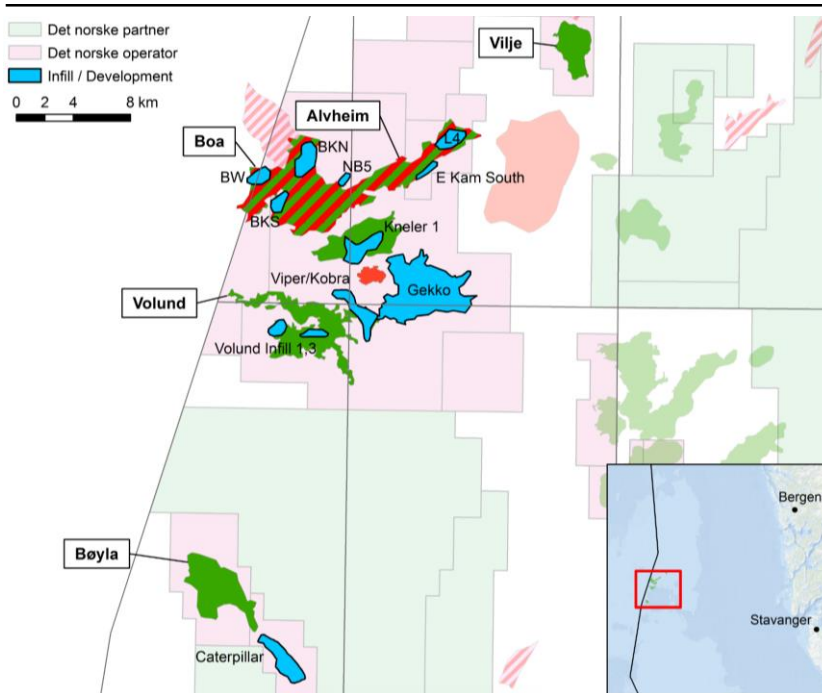 Det norske partner
Det norske operator
Infill / Development
0 2 4 8 km
Vilje
Alvheim
Boa
BKN
L4
NB5
BW
E Kam South
BKS
Kneler 1
Viper/Kobra
Gekko
Volund
Volund Infill 1,3
Bergen
Bøyla
Stavanger
Caterpillar